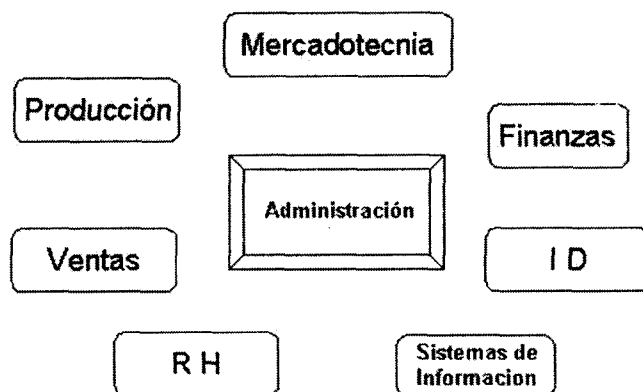 Mercadotecnia
Producción
Finanzas
Administración
Ventas
I D
R H
Sistemas de
Informacion